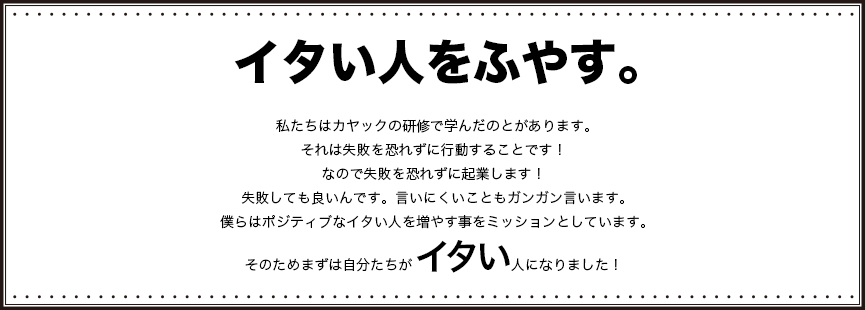 イタい人をふやす。
私たちはカヤックの研修で学んだのとがあります。
それは失敗を恐れずに行動することです！
なので失敗を恐れずに起業します！
失敗しても良いんです。言いにくいこともガンガン言います。
僕らはポジティブなイタい人を増やす事をミッションとしています。
そのためまずは自分たちがイタい人になりました！